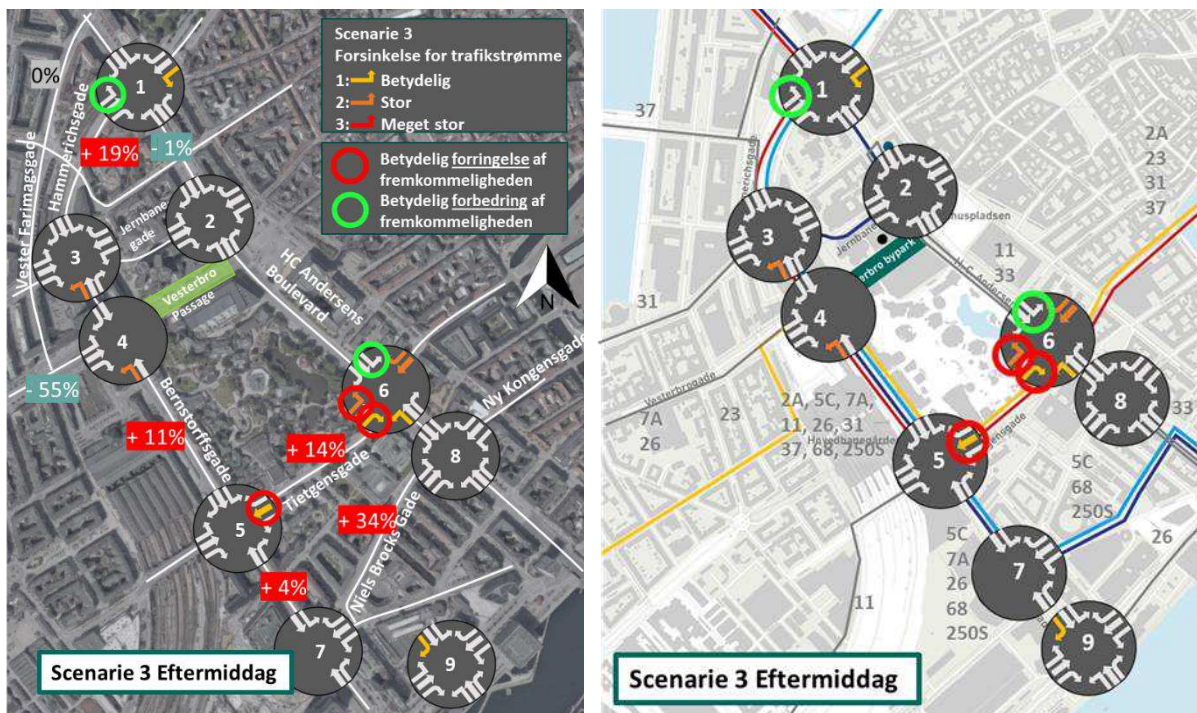 Scenarie 3
Forsinkelse for trafikstrømme
1: Betydelig
2: Stor
3: Meget stor
Betydelig forringelse af
fremkommeligheden
Betydelig forbedring af
fremkommeligheden
0%
+ 19%
- 1%
Vester Farimagsgade
Hammerichsgade
Jernbane
gade
Vesterbro
Passage
HC Andersens
Boulevard
N
- 55%
+ 11%
Bernstorffsgade
+ 14%
Tietgensgade
Ny Kongensgade
+ 34%
Niels Brocks Gade
+ 4%
1
2
3
4
5
6
7
8
9
Scenarie 3 Eftermiddag
37
2A
23
31
37
11
33
31
7A
26
23
2A, 5C, 7A,
11, 26, 31
37, 68, 250S
33
5C
68
250S
26
5C
7A
26
68
250S
11
Vesterbrogade
1
2
3
4
5
6
7
8
9
Scenarie 3 Eftermiddag